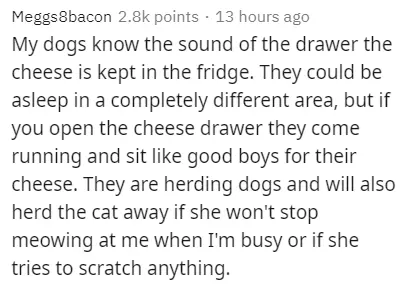 Meggs8bacon 2.8k points · 13 hours ago
My dogs know the sound of the drawer the
cheese is kept in the fridge. They could be
asleep in a completely different area, but if
you open the cheese drawer they come
running and sit like good boys for their
cheese. They are herding dogs and will also
herd the cat away if she won't stop
meowing at me when I'm busy or if she
tries to scratch anything.